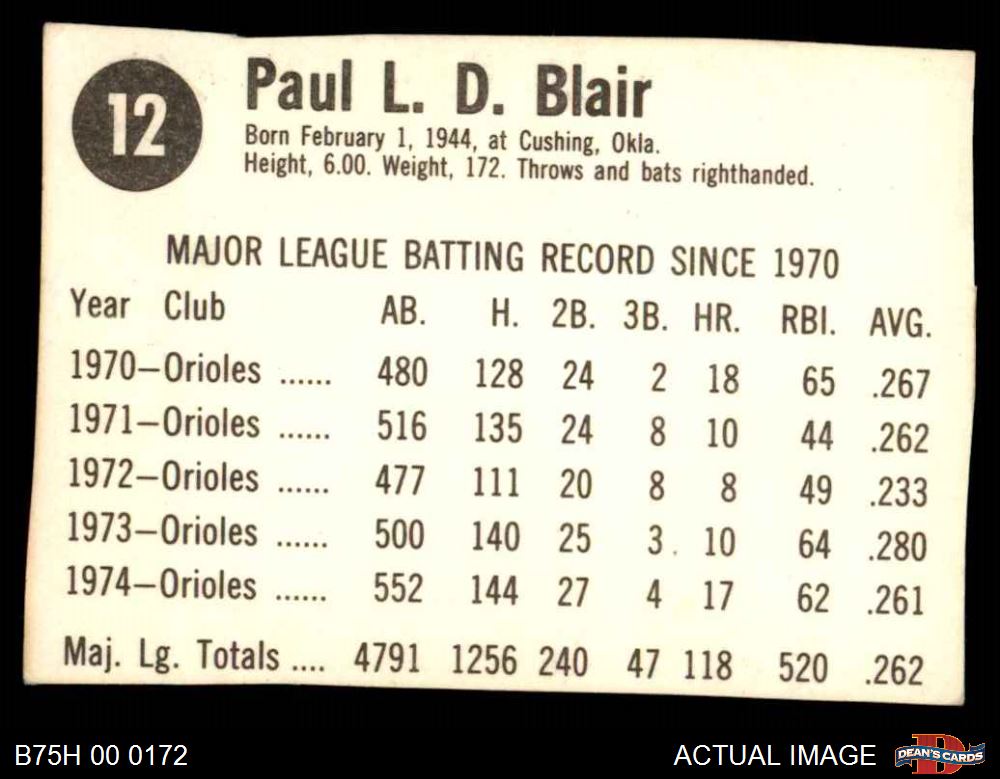 12
Paul L. D. Blair
Born February 1, 1944, at Cushing, Okla.
Height, 6.00. Weight, 172. Throws and bats righthanded.
MAJOR LEAGUE BATTING RECORD SINCE 1970
Year Club AB. H. 2B. 3B. HR. RBI. AVG.
1970—Orioles ...... 480 128 24 2 18 65 .267
1971—Orioles ...... 516 135 24 8 10 44 .262
1972—Orioles ...... 477 111 20 8 8 49 .233
1973—Orioles ...... 500 140 25 3 10 64 .280
1974—Orioles ...... 552 144 27 4 17 62 .261
Maj. Lg. Totals .... 4791 1256 240 47 118 520 .262
B75H 00 0172 ACTUAL IMAGE D DEAN'S CARDS